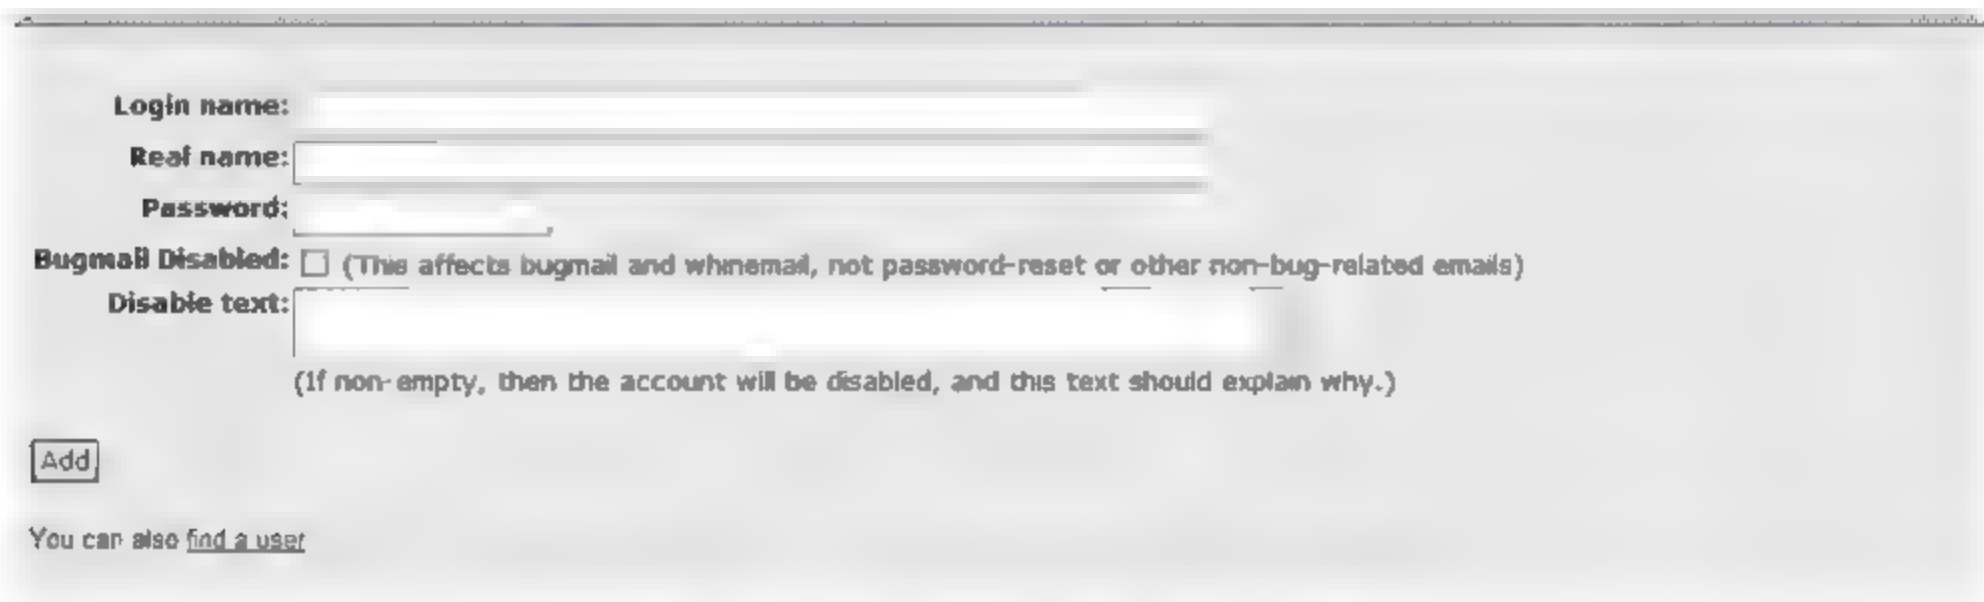 Login name:
Real name:
Password:
Bugmail Disabled: (This affects bugmail and whinemail, not password-reset or other non-bug-related emails)
Disable text:
(If non-empty, then the account will be disabled, and this text should explain why.)
Add
You can also find a user